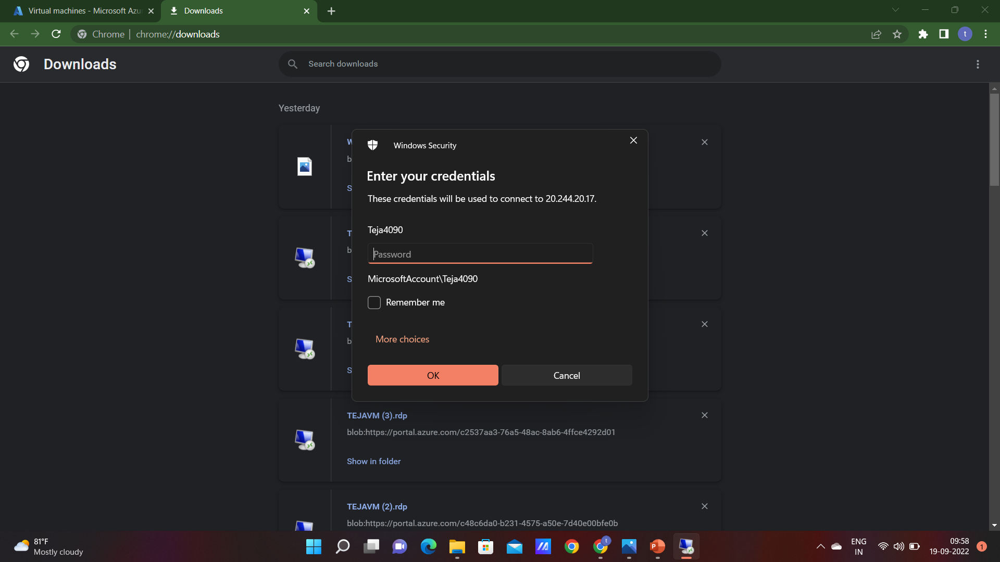 Virtual machines - Microsoft Azu
Downloads
Chrome
chrome://downloads
t
Downloads
Search downloads
Yesterday
Windows Security
Enter your credentials
These credentials will be used to connect to 20.244.20.17.
Teja4090
Password
MicrosoftAccount\Teja4090
Remember me
More choices
OK
Cancel
TEJAVM (3).rdp
blob:https://portal.azure.com/c2537aa3-76a5-48ac-8ab6-4ffce4292d01
Show in folder
TEJAVM (2).rdp
blob:https://portal.azure.com/c48c6da0-b231-4575-a50e-7d40e00bfe0b
81°F
Mostly cloudy
t
P
ENG
IN
09:58
19-09-2022
1